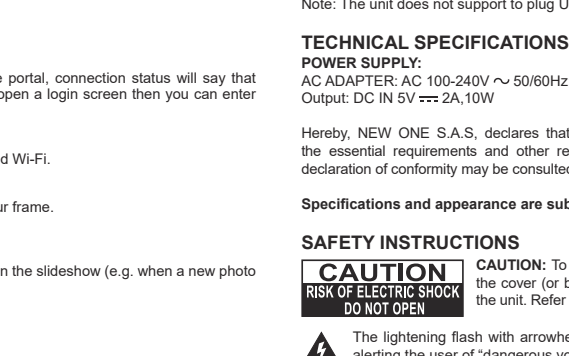 e portal, connection status will say that
open a login screen then you can enter
d Wi-Fi.
ur frame.
n the slideshow (e.g. when a new photo
Note: The unit does not support to plug U
TECHNICAL SPECIFICATIONS
POWER SUPPLY:
AC ADAPTER: AC 100-240V ~ 50/60Hz
Output: DC IN 5V ⎓ 2A,10W
Hereby, NEW ONE S.A.S, declares that
the essential requirements and other re
declaration of conformity may be consulted
Specifications and appearance are sub
SAFETY INSTRUCTIONS
CAUTION
RISK OF ELECTRIC SHOCK
DO NOT OPEN
CAUTION: To
the cover (or b
the unit. Refer
The lightening flash with arrowhe
alerting the user of “dangerous vo